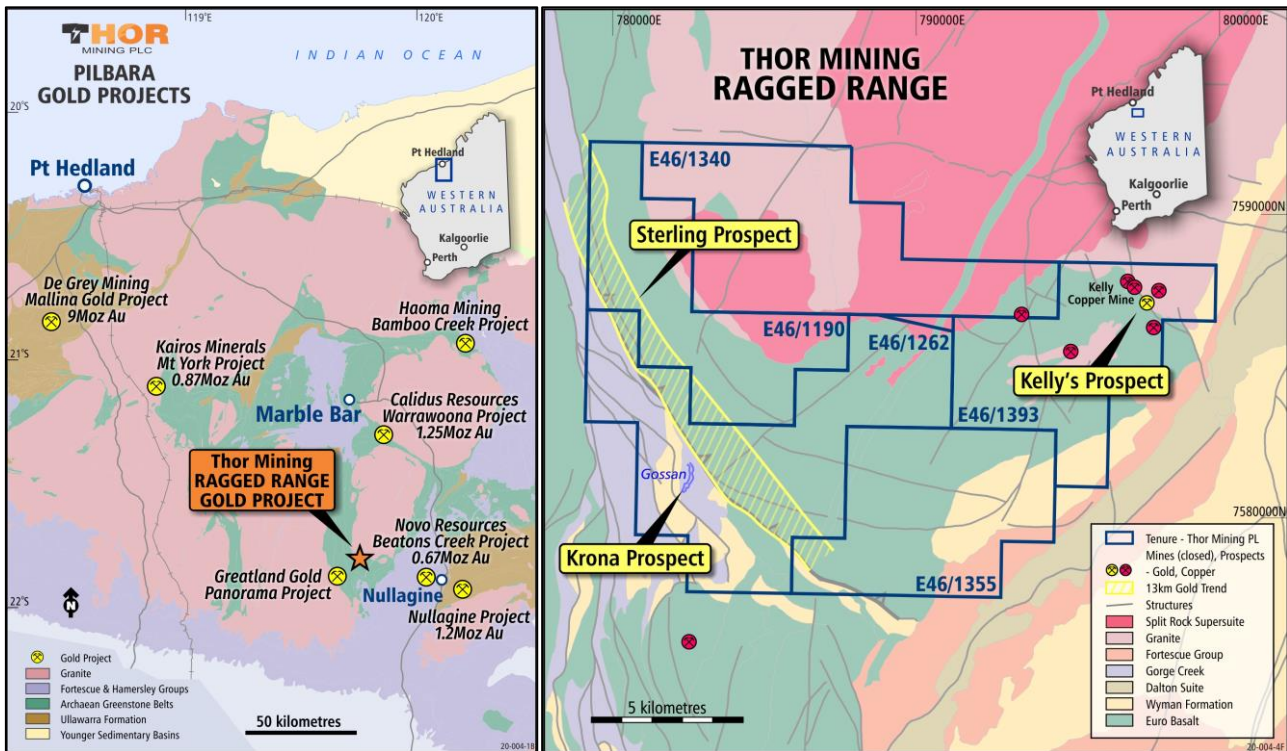 119°E
120°E
THOR
MINING PLC
PILBARA
GOLD PROJECTS
INDIAN OCEAN
20°S
Pt Hedland
Pt Hedland
WESTERN
AUSTRALIA
Kalgoorlie
Perth
De Grey Mining
Mallina Gold Project
9Moz Au
Haoma Mining
Bamboo Creek Project
21°S
Kairos Minerals
Mt York Project
0.87Moz Au
Marble Bar
Calidus Resources
Warrawoona Project
1.25Moz Au
Thor Mining
RAGGED RANGE
GOLD PROJECT
Novo Resources
Beatons Creek Project
0.67Moz Au
Greatland Gold
Panorama Project
Nullagine
Nullagine Project
1.2Moz Au
N
22°S
Gold Project
Granite
Fortescue & Hamersley Groups
Archaean Greenstone Belts
Ullawarra Formation
Younger Sedimentary Basins
50 kilometres
20-004-1B
780000E
790000E
800000E
THOR MINING
RAGGED RANGE
Pt Hedland
WESTERN
AUSTRALIA
Kalgoorlie
Perth
7590000N
E46/1340
Sterling Prospect
Kelly
Copper Mine
E46/1190
E46/1262
Kelly's Prospect
E46/1393
Gossan
Krona Prospect
7580000N
E46/1355
Tenure - Thor Mining PL
Mines (closed), Prospects
- Gold, Copper
13km Gold Trend
Structures
Split Rock Supersuite
Granite
Fortescue Group
Gorge Creek
Dalton Suite
Wyman Formation
Euro Basalt
5 kilometres